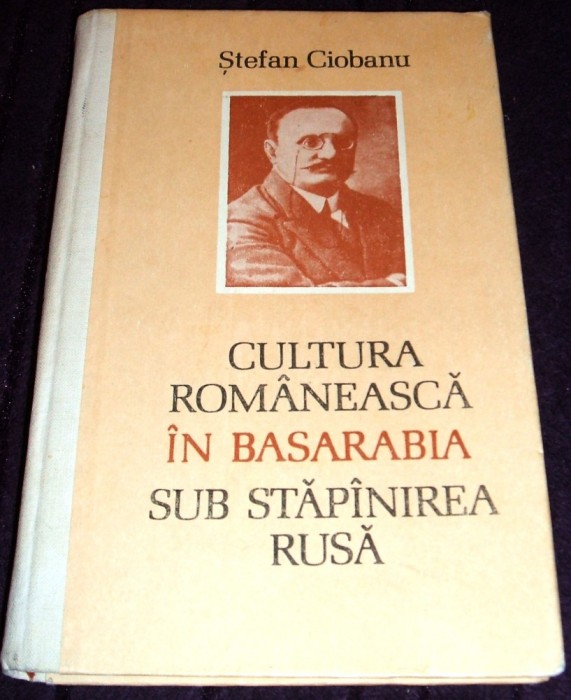 Ștefan Ciobanu
CULTURA
ROMÂNEASCĂ
ÎN BASARABIA
SUB STĂPÎNIREA
RUSĂ